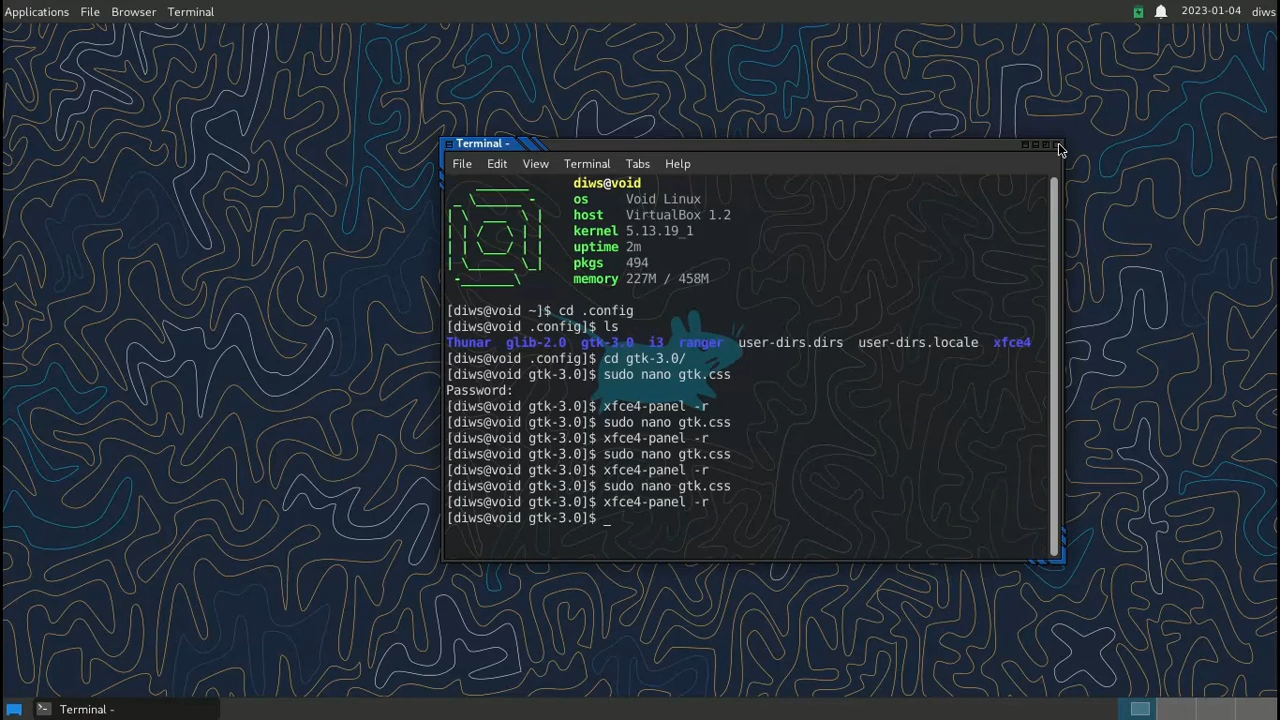 Applications File Browser Terminal 2023-01-04 diws
Terminal -
File Edit View Terminal Tabs Help
diws@void
os Void Linux
host VirtualBox 1.2
kernel 5.13.19_1
uptime 2m
pkgs 494
memory 227M / 458M
[diws@void ~]$ cd .config
[diws@void .config]$ ls
Thunar glib-2.0 gtk-3.0 i3 ranger user-dirs.dirs user-dirs.locale xfce4
[diws@void .config]$ cd gtk-3.0/
[diws@void gtk-3.0]$ sudo nano gtk.css
Password:
[diws@void gtk-3.0]$ xfce4-panel -r
[diws@void gtk-3.0]$ sudo nano gtk.css
[diws@void gtk-3.0]$ xfce4-panel -r
[diws@void gtk-3.0]$ sudo nano gtk.css
[diws@void gtk-3.0]$ xfce4-panel -r
[diws@void gtk-3.0]$ sudo nano gtk.css
[diws@void gtk-3.0]$ xfce4-panel -r
[diws@void gtk-3.0]$ _
Terminal -